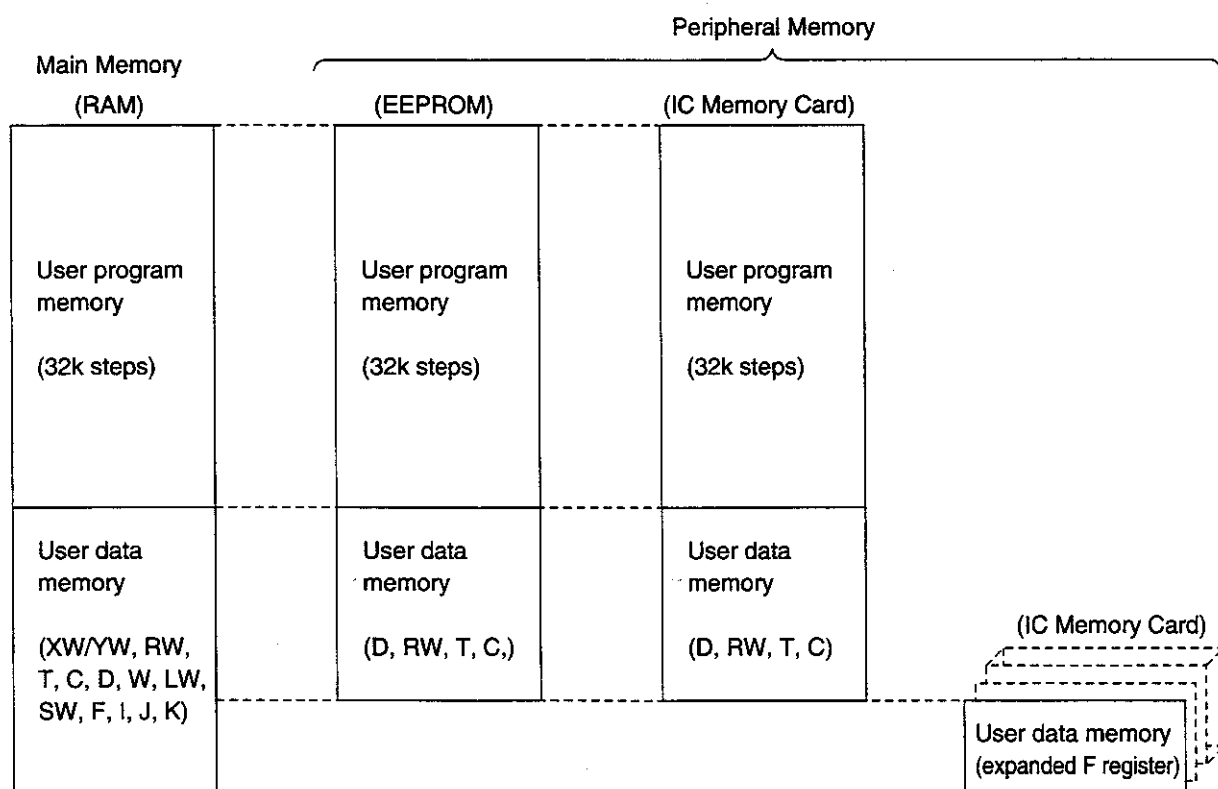 Peripheral Memory
Main Memory
(RAM)
(EEPROM)
(IC Memory Card)
User program
memory
(32k steps)
User program
memory
(32k steps)
User program
memory
(32k steps)
User data
memory
(XW/YW, RW,
T, C, D, W, LW,
SW, F, I, J, K)
User data
memory
(D, RW, T, C,)
User data
memory
(D, RW, T, C)
(IC Memory Card)
User data memory
(expanded F register)